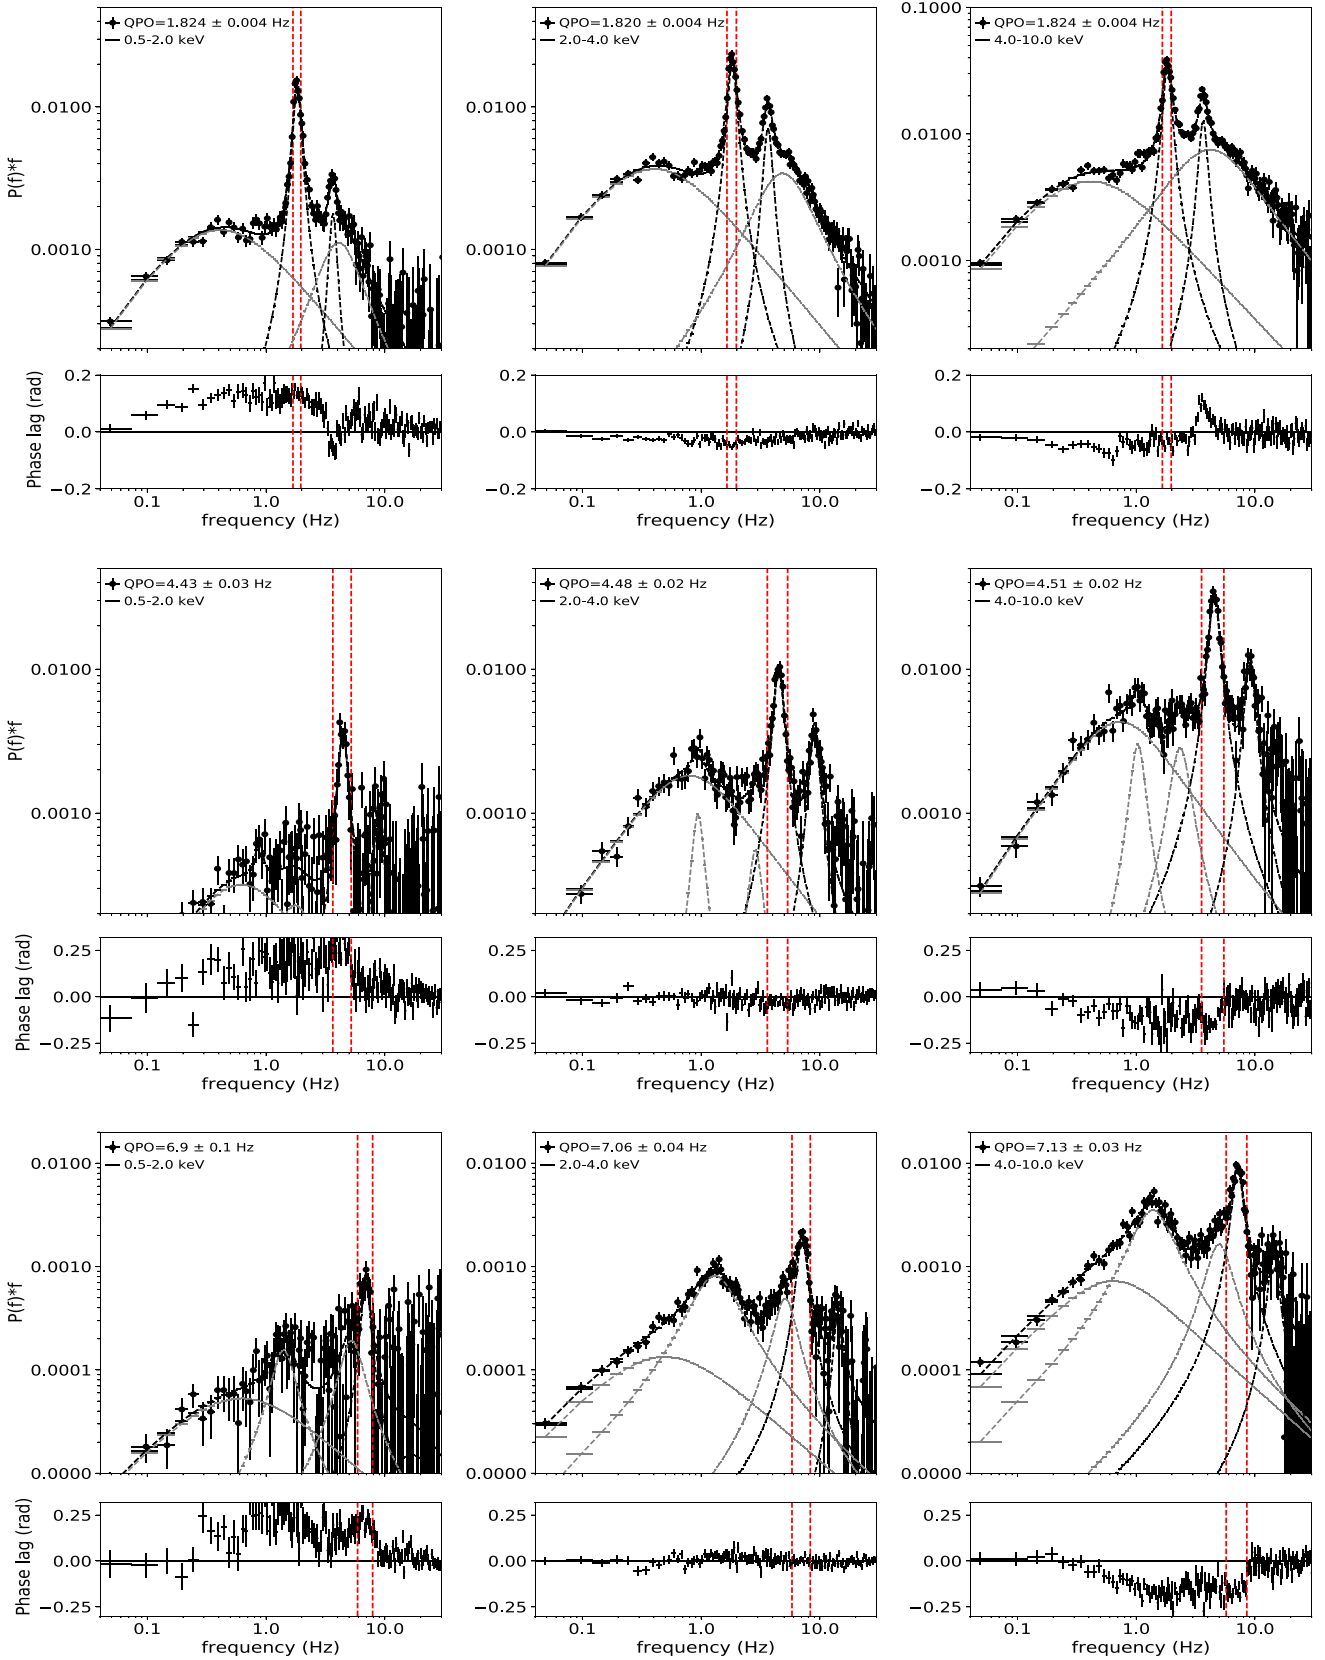 QPO=1.824 ± 0.004 Hz
0.5-2.0 keV
0.0100
0.0010
P(f)*f
0.2
0.0
−0.2
Phase lag (rad)
0.1
1.0
10.0
frequency (Hz)
QPO=1.820 ± 0.004 Hz
2.0-4.0 keV
0.0100
0.0010
0.2
0.0
−0.2
0.1
1.0
10.0
frequency (Hz)
QPO=1.824 ± 0.004 Hz
4.0-10.0 keV
0.1000
0.0100
0.0010
0.2
0.0
−0.2
0.1
1.0
10.0
frequency (Hz)
QPO=4.43 ± 0.03 Hz
0.5-2.0 keV
0.0100
0.0010
P(f)*f
0.25
0.00
−0.25
Phase lag (rad)
0.1
1.0
10.0
frequency (Hz)
QPO=4.48 ± 0.02 Hz
2.0-4.0 keV
0.0100
0.0010
0.25
0.00
−0.25
0.1
1.0
10.0
frequency (Hz)
QPO=4.51 ± 0.02 Hz
4.0-10.0 keV
0.0100
0.0010
0.25
0.00
−0.25
0.1
1.0
10.0
frequency (Hz)
QPO=6.9 ± 0.1 Hz
0.5-2.0 keV
0.0100
0.0010
0.0001
0.0000
P(f)*f
0.25
0.00
−0.25
Phase lag (rad)
0.1
1.0
10.0
frequency (Hz)
QPO=7.06 ± 0.04 Hz
2.0-4.0 keV
0.0100
0.0010
0.0001
0.0000
0.25
0.00
−0.25
0.1
1.0
10.0
frequency (Hz)
QPO=7.13 ± 0.03 Hz
4.0-10.0 keV
0.0100
0.0010
0.0001
0.0000
0.25
0.00
−0.25
0.1
1.0
10.0
frequency (Hz)